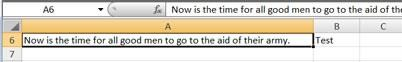 A6 fx Now is the time for all good men to go to the aid of the
A B C
6 Now is the time for all good men to go to the aid of their army. Test
7